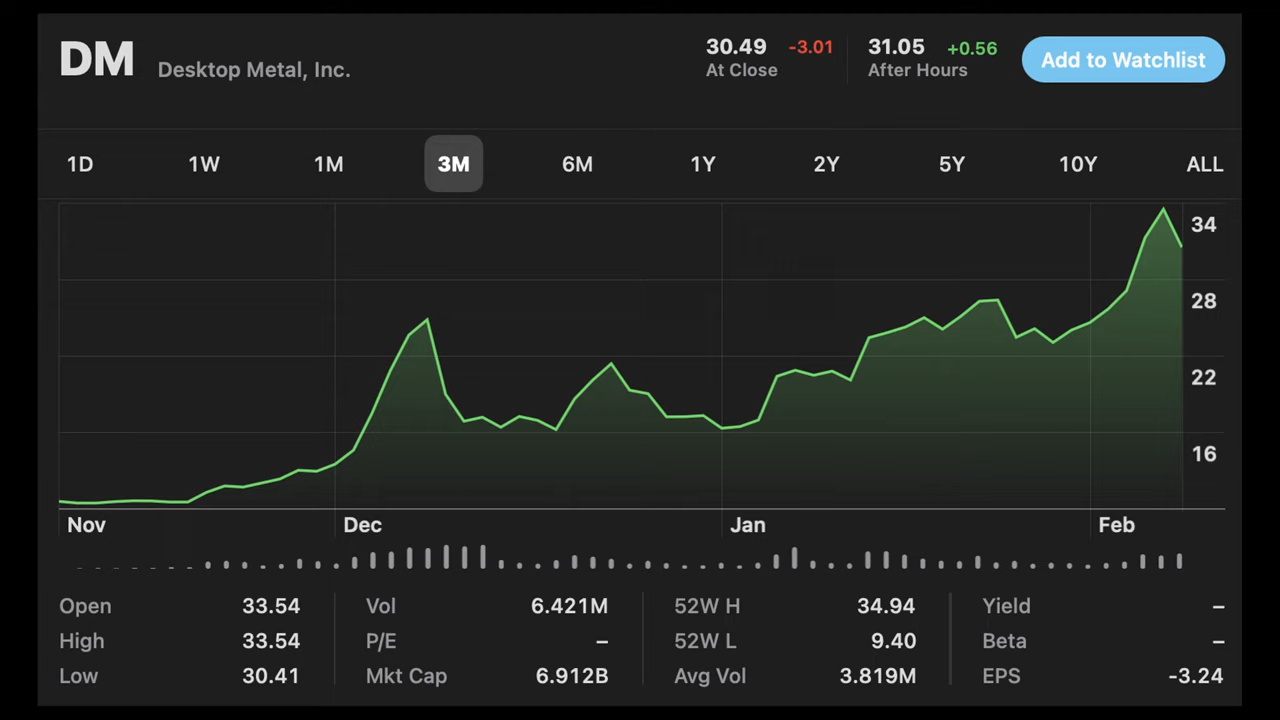 DM Desktop Metal, Inc.
30.49 -3.01 31.05 +0.56 Add to Watchlist
At Close After Hours
1D 1W 1M 3M 6M 1Y 2Y 5Y 10Y ALL
34
28
22
16
Nov Dec Jan Feb
Open 33.54 Vol 6.421M 52W H 34.94 Yield –
High 33.54 P/E – 52W L 9.40 Beta –
Low 30.41 Mkt Cap 6.912B Avg Vol 3.819M EPS -3.24